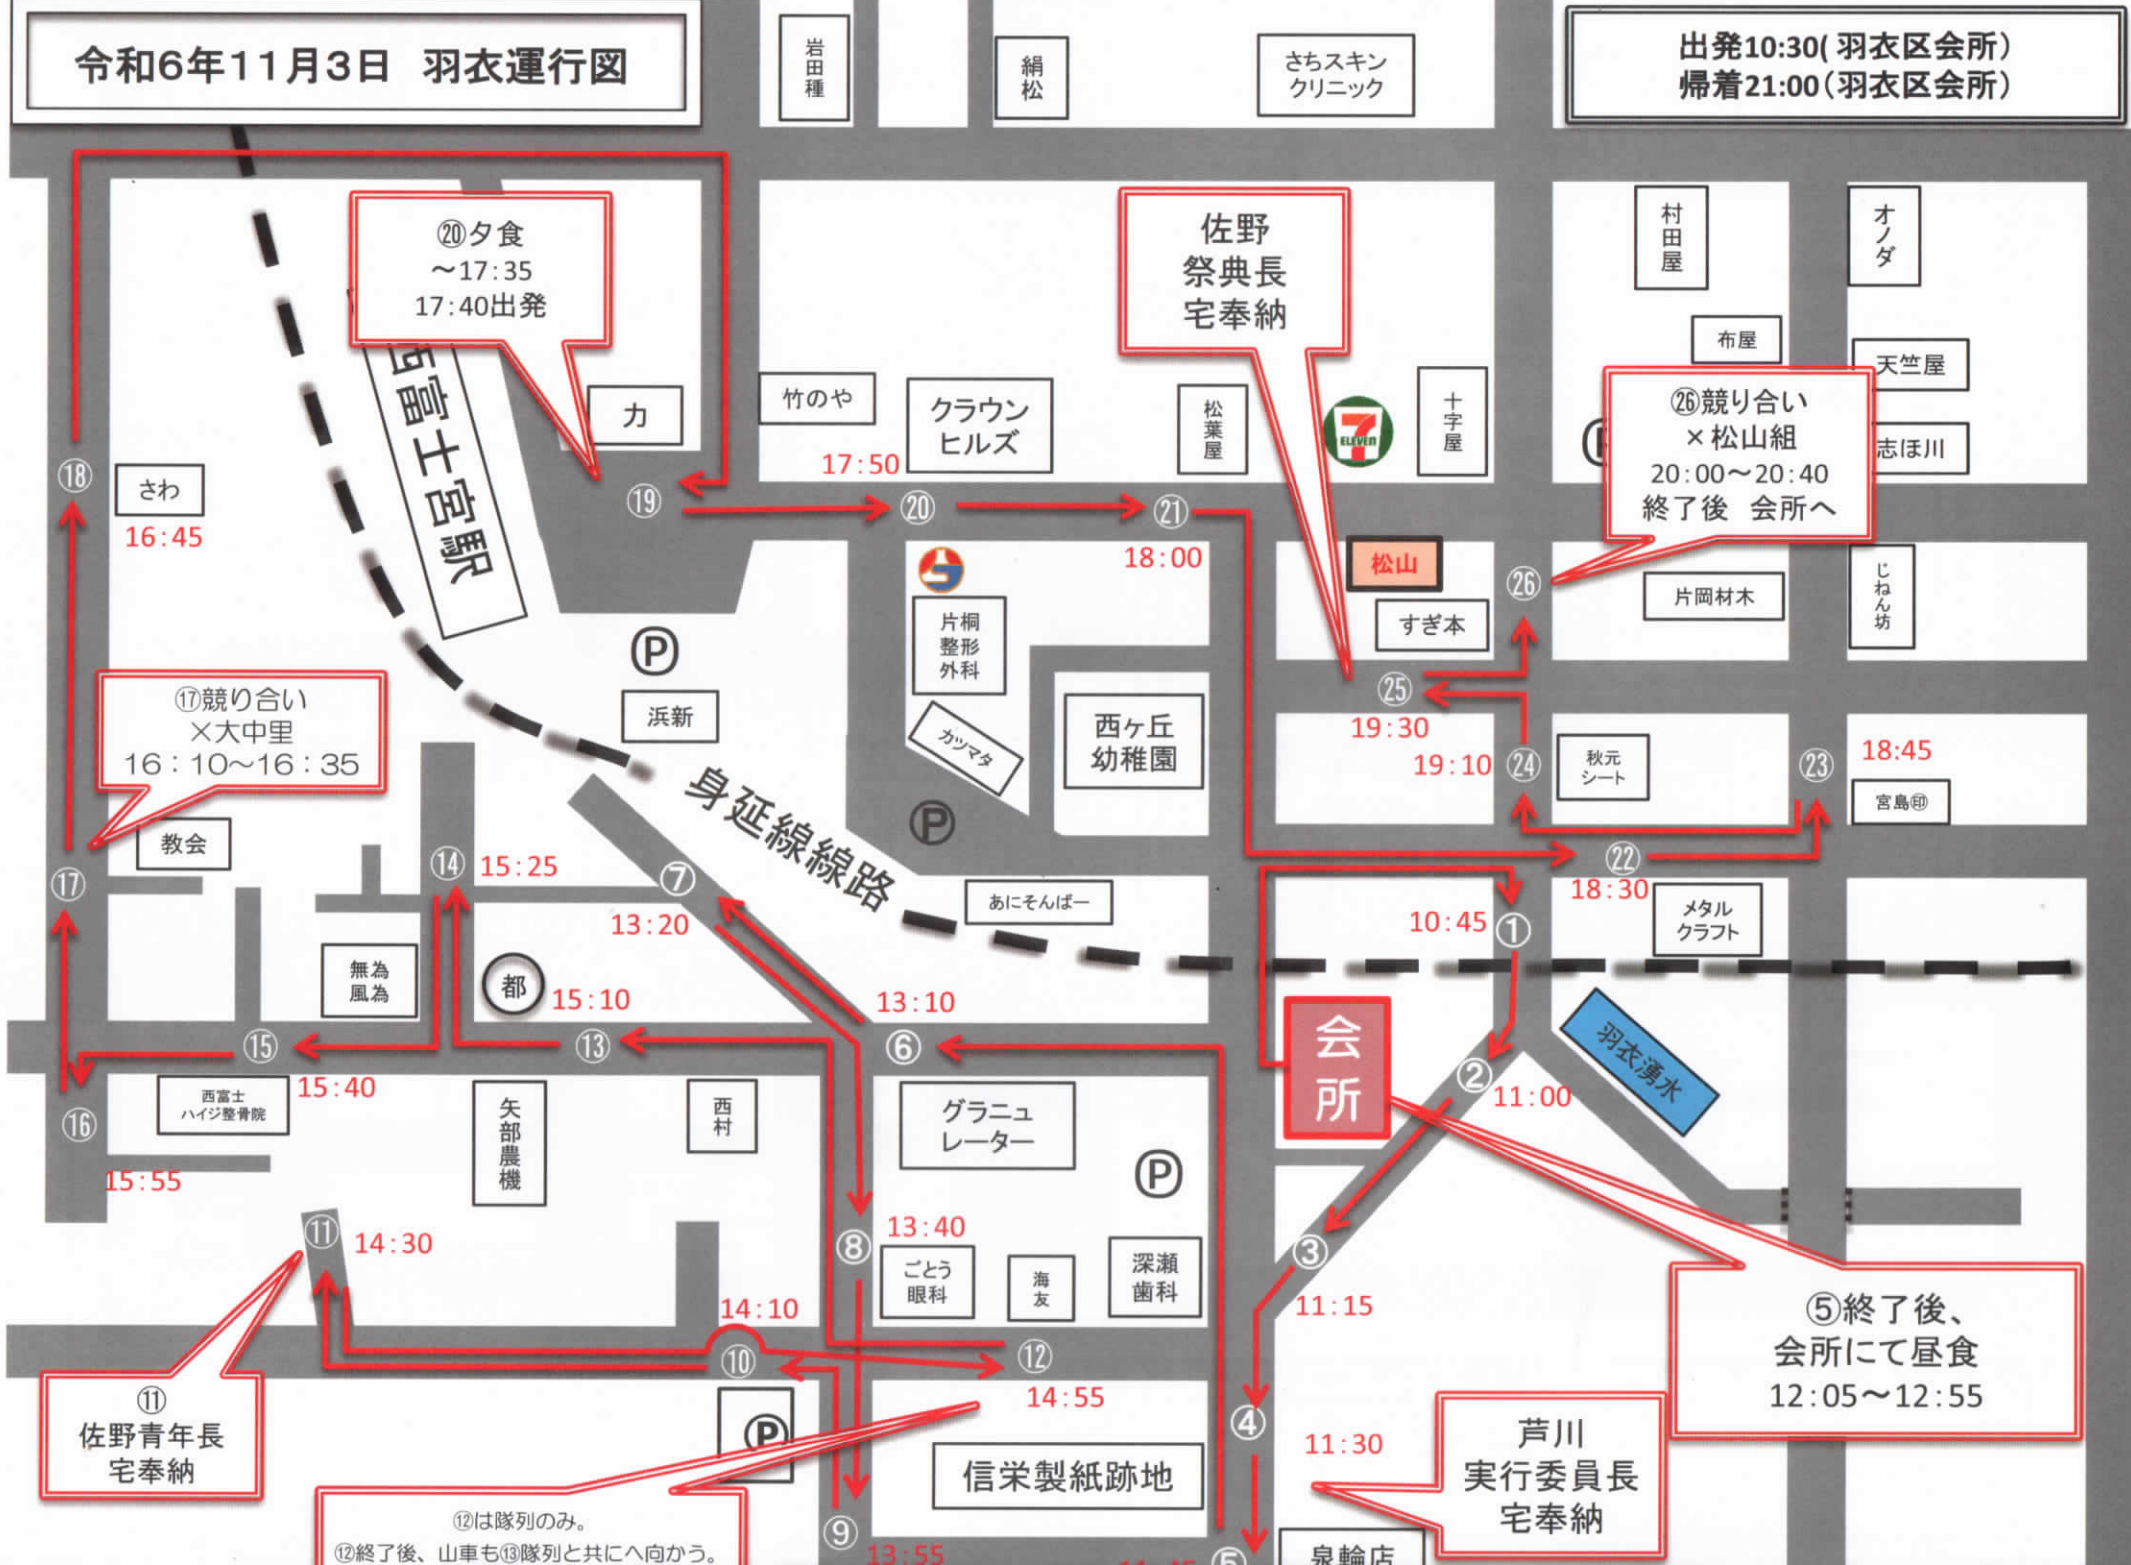 令和6年11月3日 羽衣運行図
出発10:30(羽衣区会所)
帰着21:00(羽衣区会所)
岩田種
絹松
さちスキン
クリニック
⑳夕食
～17:35
17:40出発
佐野
祭典長
宅奉納
村田屋
オノダ
布屋
天竺屋
志ほ川
㉖競り合い
×松山組
20:00～20:40
終了後 会所へ
P
力
竹のや
クラウン
ヒルズ
松葉屋
7
ELEVEN
十字屋
西富士宮駅
⑱
さわ
16:45
⑲
17:50
⑳
㉑
18:00
松山
すぎ本
㉖
片岡材木
じねん坊
片桐
整形
外科
カツマタ
西ヶ丘
幼稚園
P
浜新
⑰競り合い
×大中里
16:10～16:35
㉕
19:30
19:10
㉔
秋元
シート
㉓
18:45
宮島㊞
身延線線路
P
教会
⑰
⑭
15:25
⑦
13:20
あにそんばー
㉒
18:30
10:45
①
メタル
クラフト
無為
風為
都
15:10
13:10
会所
羽衣湧水
⑮
15:40
⑬
⑥
②
11:00
⑯
15:55
西富士
ハイジ整骨院
矢部農機
西村
グラニュ
レーター
P
⑪
14:30
⑧
13:40
ごとう
眼科
海友
深瀬
歯科
③
11:15
14:10
⑩
⑫
14:55
⑤終了後、
会所にて昼食
12:05～12:55
⑪
佐野青年長
宅奉納
P
信栄製紙跡地
④
11:30
芦川
実行委員長
宅奉納
⑫は隊列のみ。
⑫終了後、山車も⑬隊列と共にへ向かう。
⑨
13:55
⑤
泉輪店